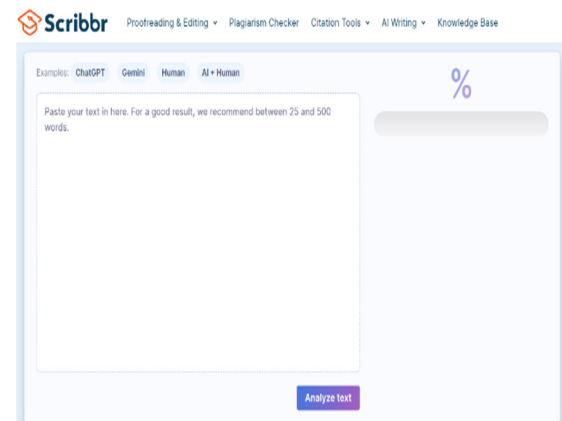 Scribbr Proofreading & Editing Plagiarism Checker Citation Tools AI Writing Knowledge Base
Examples: ChatGPT Gemini Human AI + Human
%
Paste your text in here. For a good result, we recommend between 25 and 500
words.
Analyze text